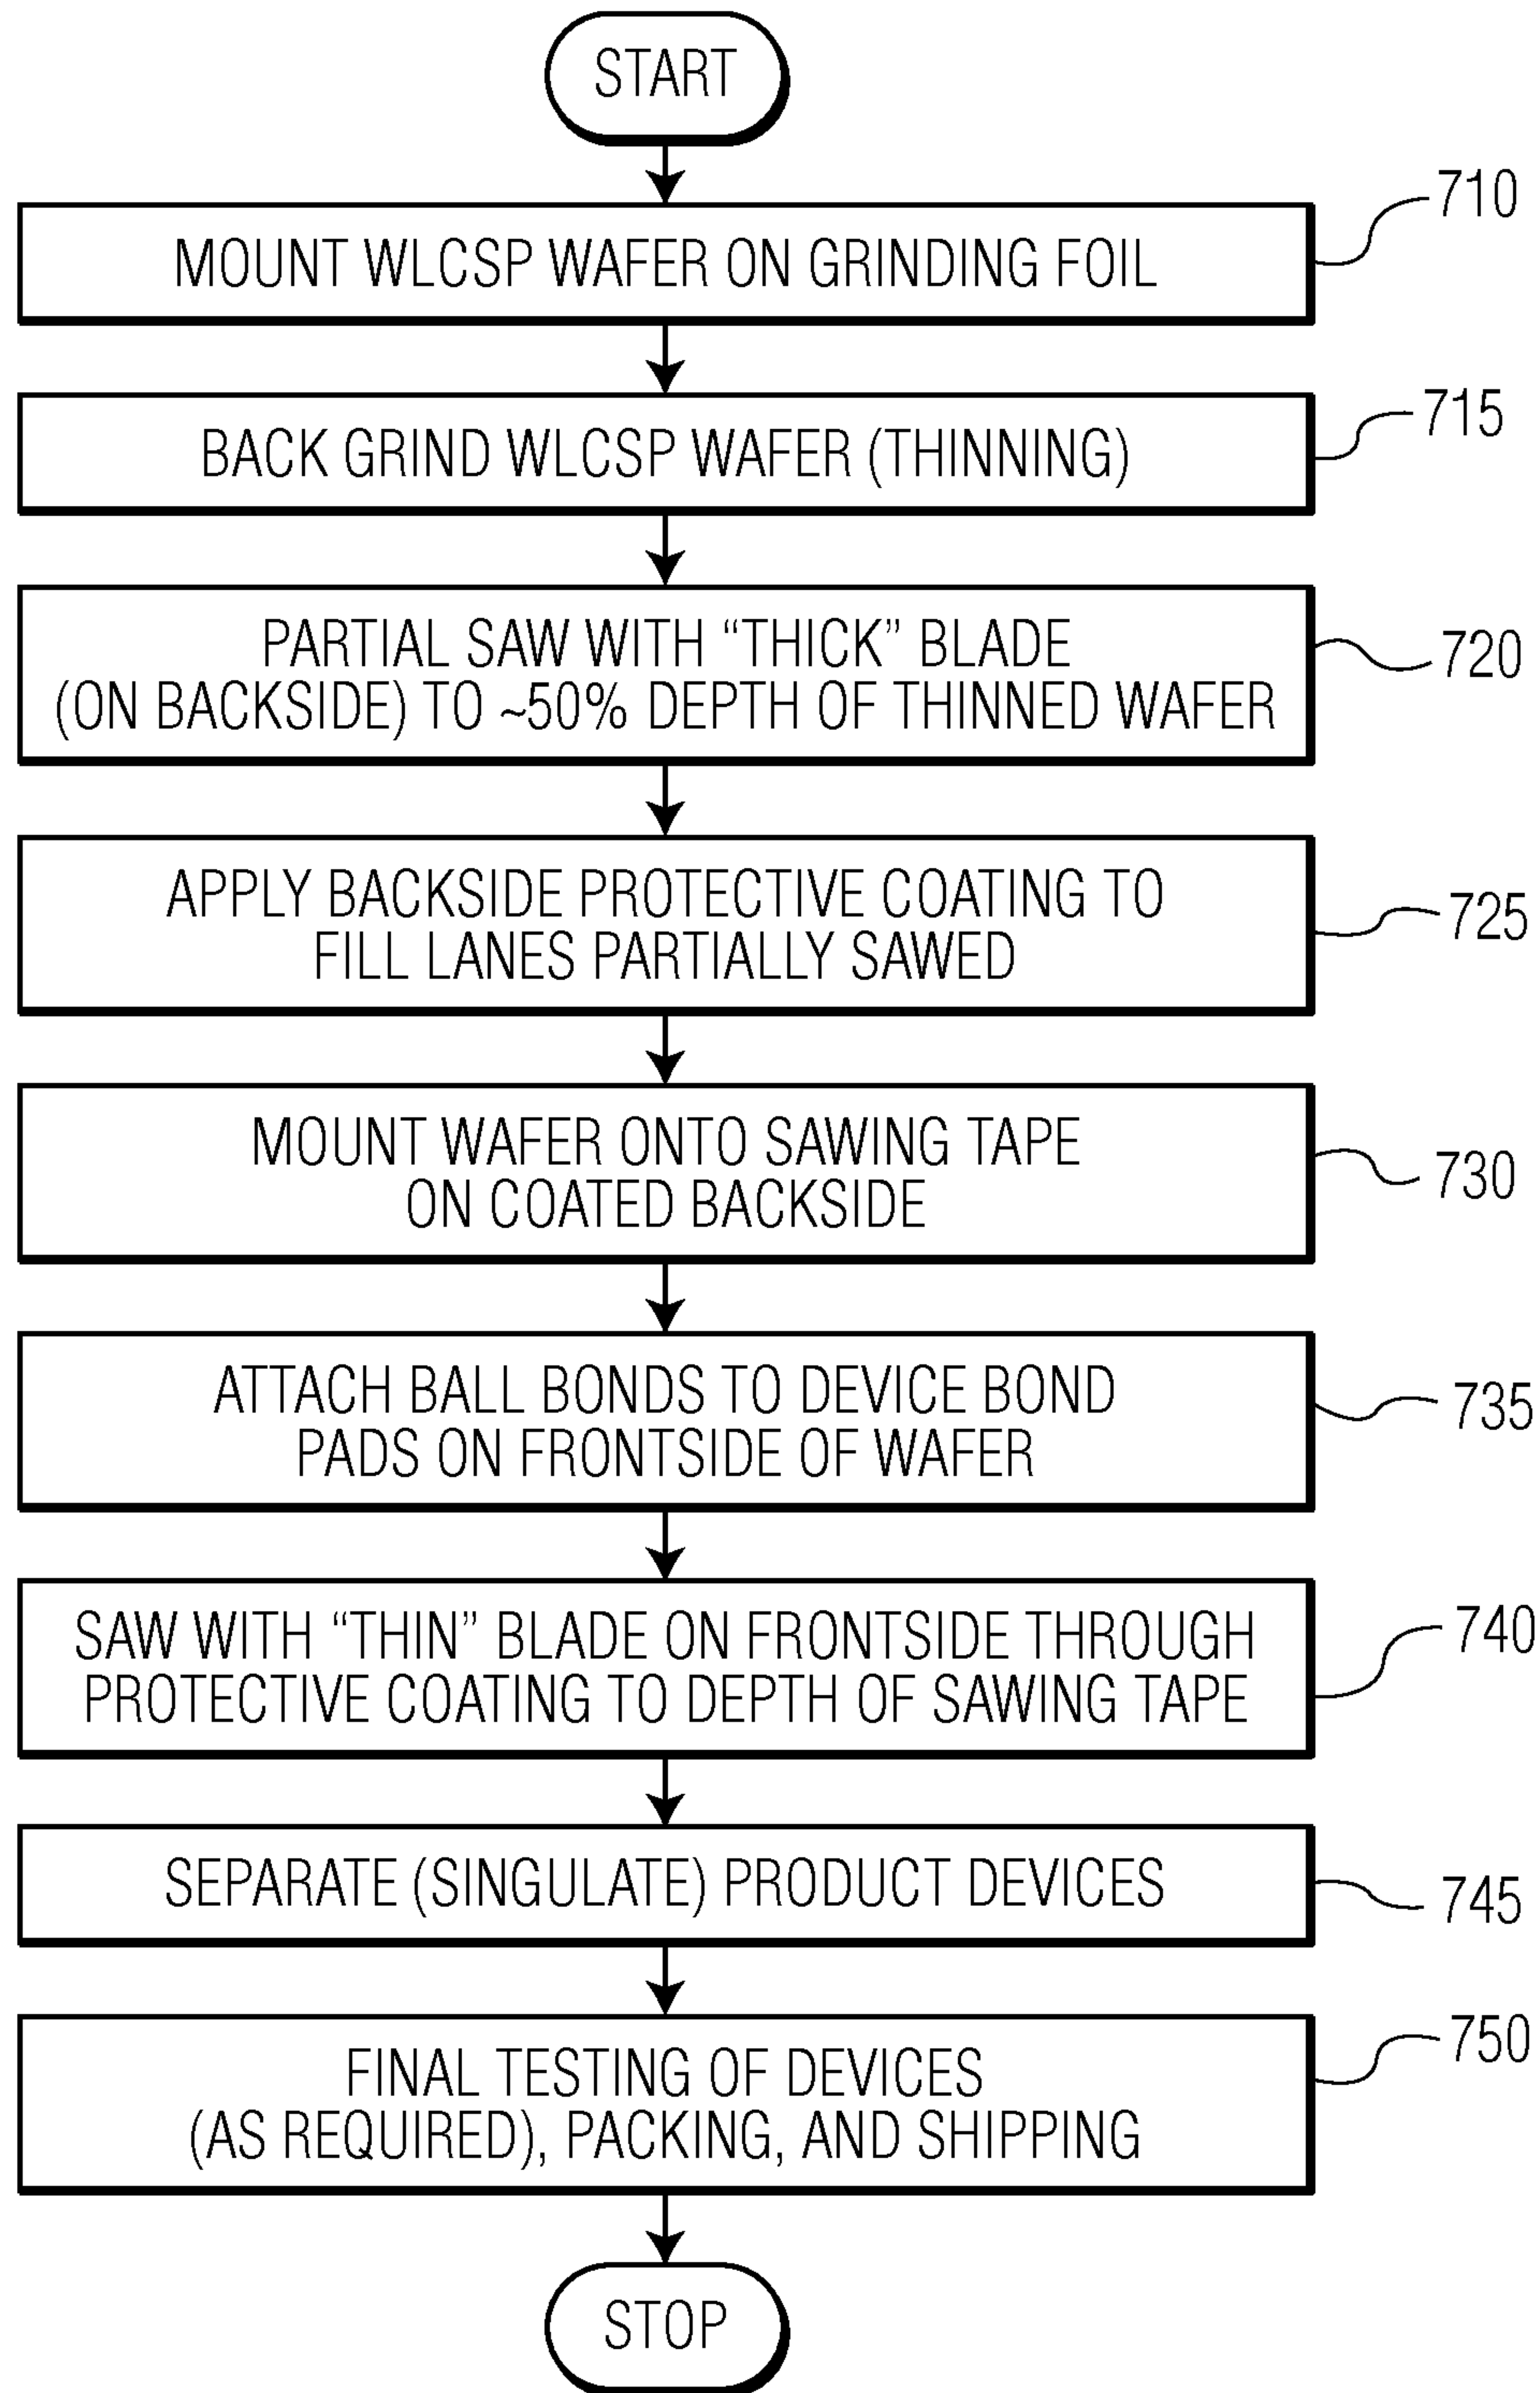 START
710
MOUNT WLCSP WAFER ON GRINDING FOIL
715
BACK GRIND WLCSP WAFER (THINNING)
PARTIAL SAW WITH “THICK” BLADE
(ON BACKSIDE) TO ~50% DEPTH OF THINNED WAFER
720
APPLY BACKSIDE PROTECTIVE COATING TO
FILL LANES PARTIALLY SAWED
725
MOUNT WAFER ONTO SAWING TAPE
ON COATED BACKSIDE
730
ATTACH BALL BONDS TO DEVICE BOND
PADS ON FRONTSIDE OF WAFER
735
SAW WITH “THIN” BLADE ON FRONTSIDE THROUGH
PROTECTIVE COATING TO DEPTH OF SAWING TAPE
740
SEPARATE (SINGULATE) PRODUCT DEVICES
745
FINAL TESTING OF DEVICES
(AS REQUIRED), PACKING, AND SHIPPING
750
STOP